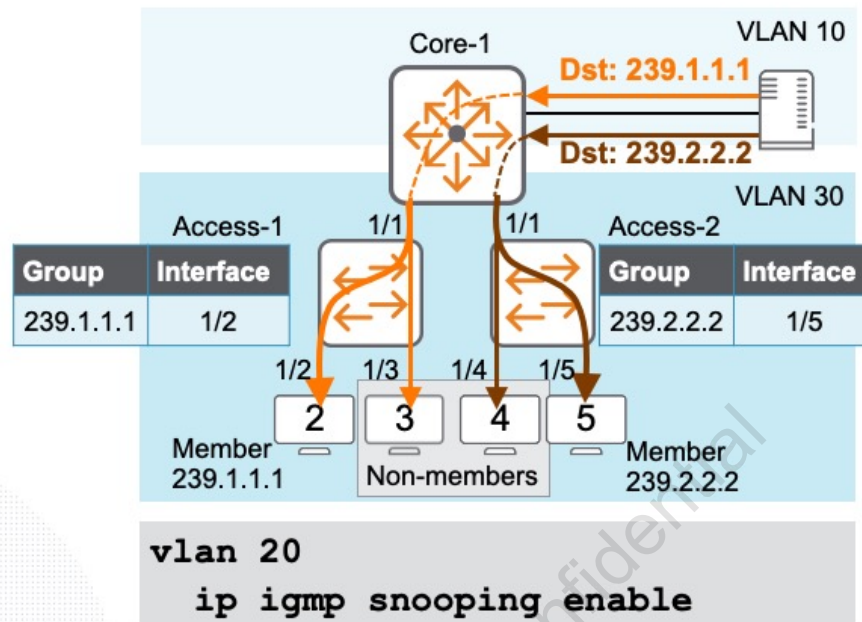 VLAN 10
Core-1
Dst: 239.1.1.1
Dst: 239.2.2.2
VLAN 30
Access-1
1/1
1/1
Access-2
Group Interface
239.1.1.1 1/2
Group Interface
239.2.2.2 1/5
1/2
1/3
1/4
1/5
2
3
4
5
Member
239.1.1.1
Non-members
Member
239.2.2.2
vlan 20
ip igmp snooping enable